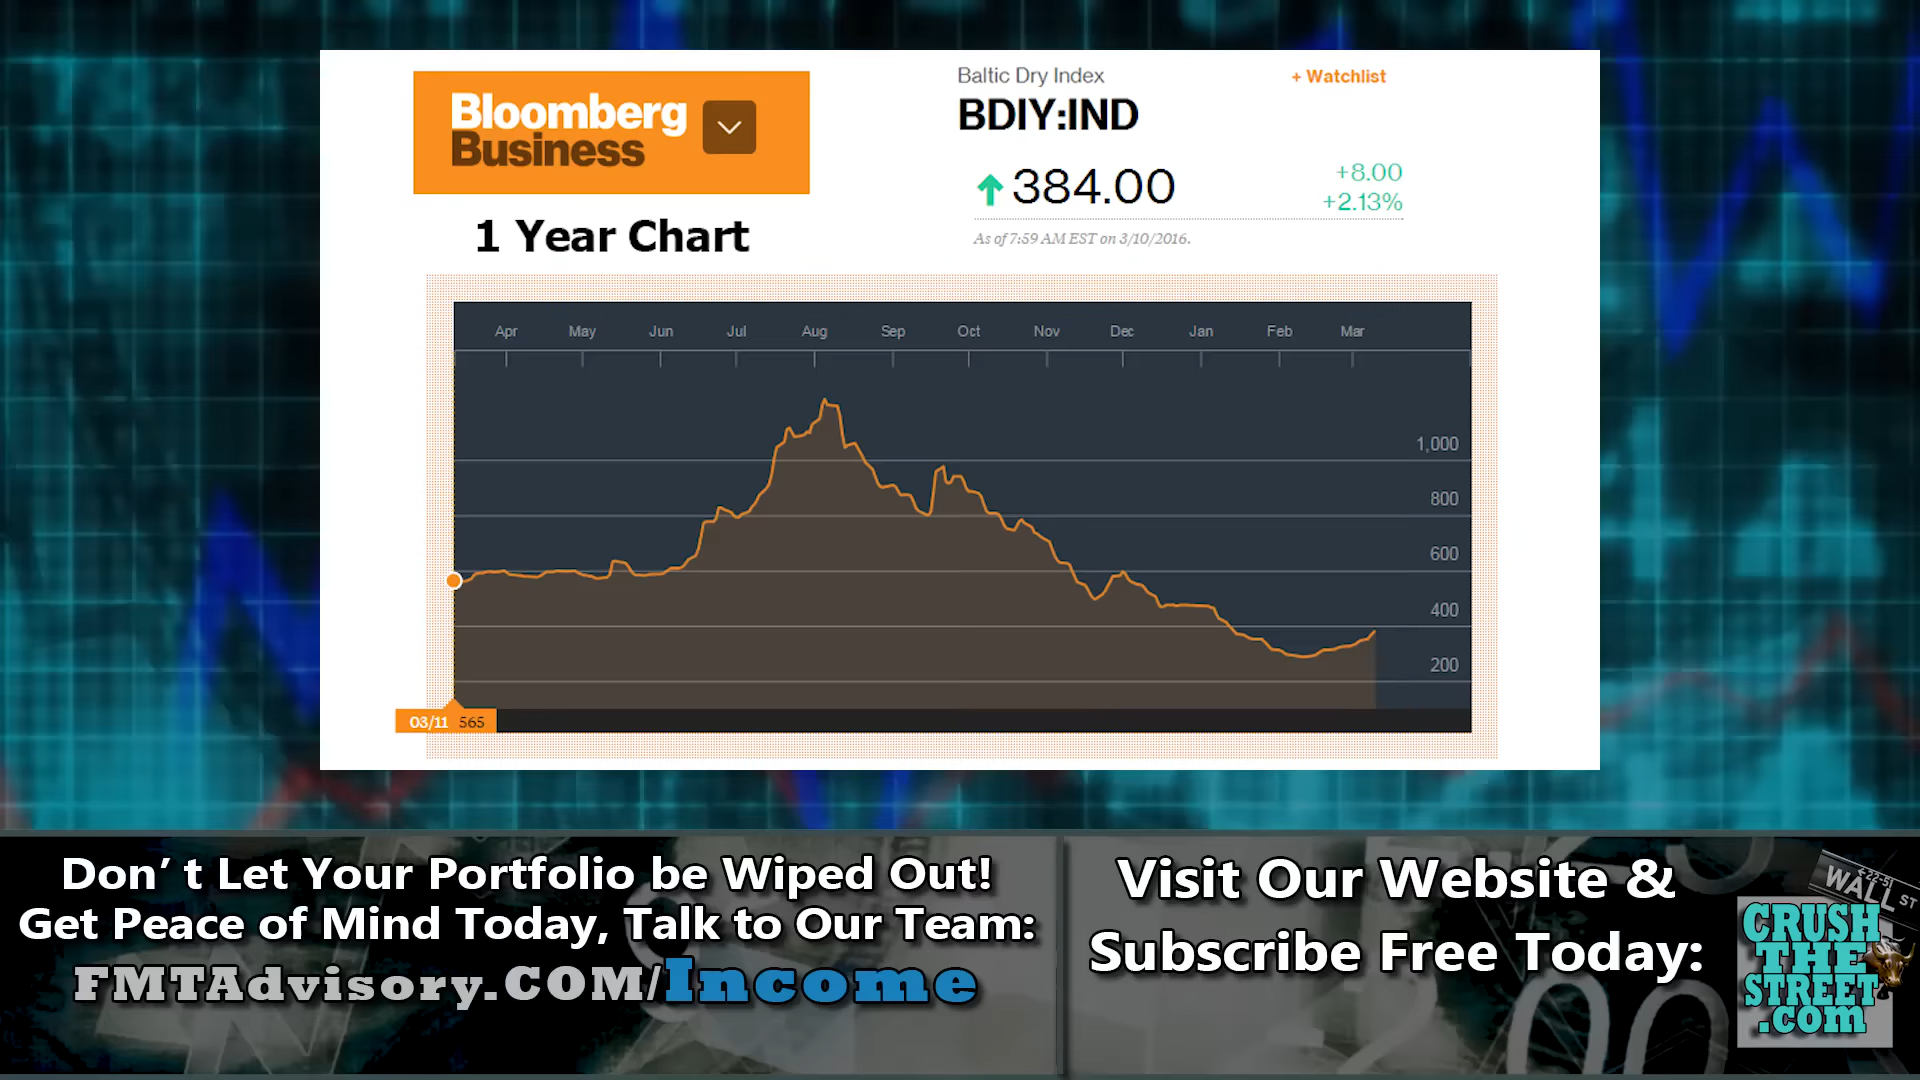 Bloomberg
Business
1 Year Chart
Baltic Dry Index
+ Watchlist
BDIY:IND
384.00
+8.00
+2.13%
As of 7:59 AM EST on 3/10/2016.
Apr May Jun Jul Aug Sep Oct Nov Dec Jan Feb Mar
1,000
800
600
400
200
03/11 565
Don’ t Let Your Portfolio be Wiped Out!
Get Peace of Mind Today, Talk to Our Team:
FMTAdvisory.COM/Income
Visit Our Website &
Subscribe Free Today:
WALL ST
CRUSH
THE
STREET
.com